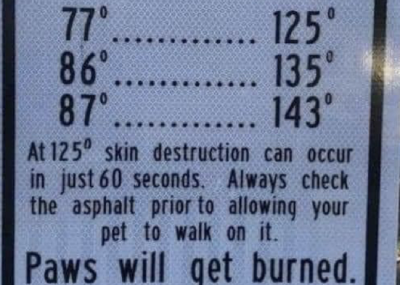 77°.............. 125°
86°.............. 135°
87°.............. 143°
At 125° skin destruction can occur
in just 60 seconds. Always check
the asphalt prior to allowing your
pet to walk on it.
Paws will get burned.